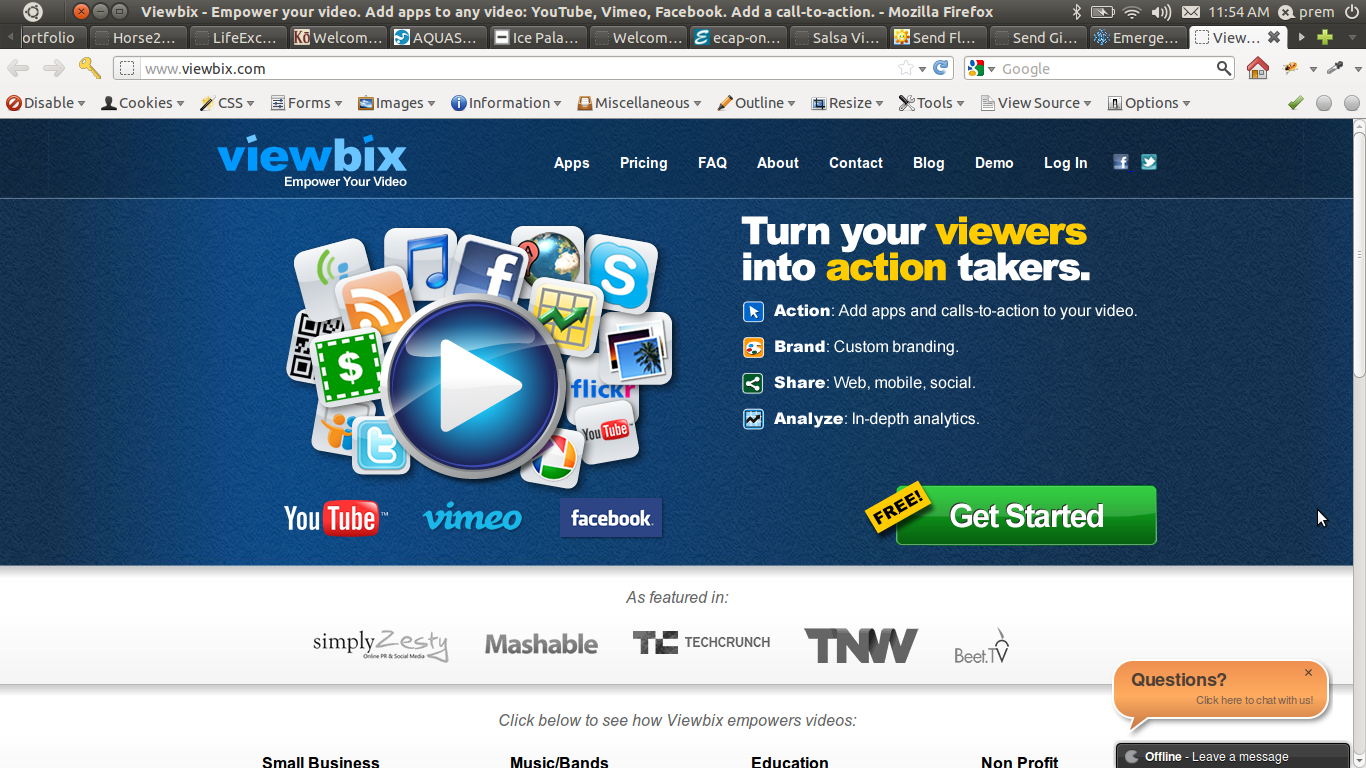 Viewbix - Empower your video. Add apps to any video: YouTube, Vimeo, Facebook. Add a call-to-action. - Mozilla Firefox
11:54 AM
prem
ortfolio
Horse2...
LifeExc...
Welcom...
AQUAS...
Ice Pala...
Welcom...
ecap-on...
Salsa Vi...
Send Fl...
Send Gi...
Emerge...
View...
www.viewbix.com
Google
Disable
Cookies
CSS
Forms
Images
Information
Miscellaneous
Outline
Resize
Tools
View Source
Options
viewbix
Empower Your Video
Apps
Pricing
FAQ
About
Contact
Blog
Demo
Log In
Turn your viewers
into action takers.
Action: Add apps and calls-to-action to your video.
Brand: Custom branding.
Share: Web, mobile, social.
Analyze: In-depth analytics.
flickr
You Tube
You Tube™
vimeo
facebook.
FREE!
Get Started
As featured in:
simplyZesty
Online PR & Social Media
Mashable
TC TECHCRUNCH
TNW
Beet.TV
Questions?
Click here to chat with us!
Click below to see how Viewbix empowers videos:
Small Business
Music/Bands
Education
Non Profit
Offline - Leave a message